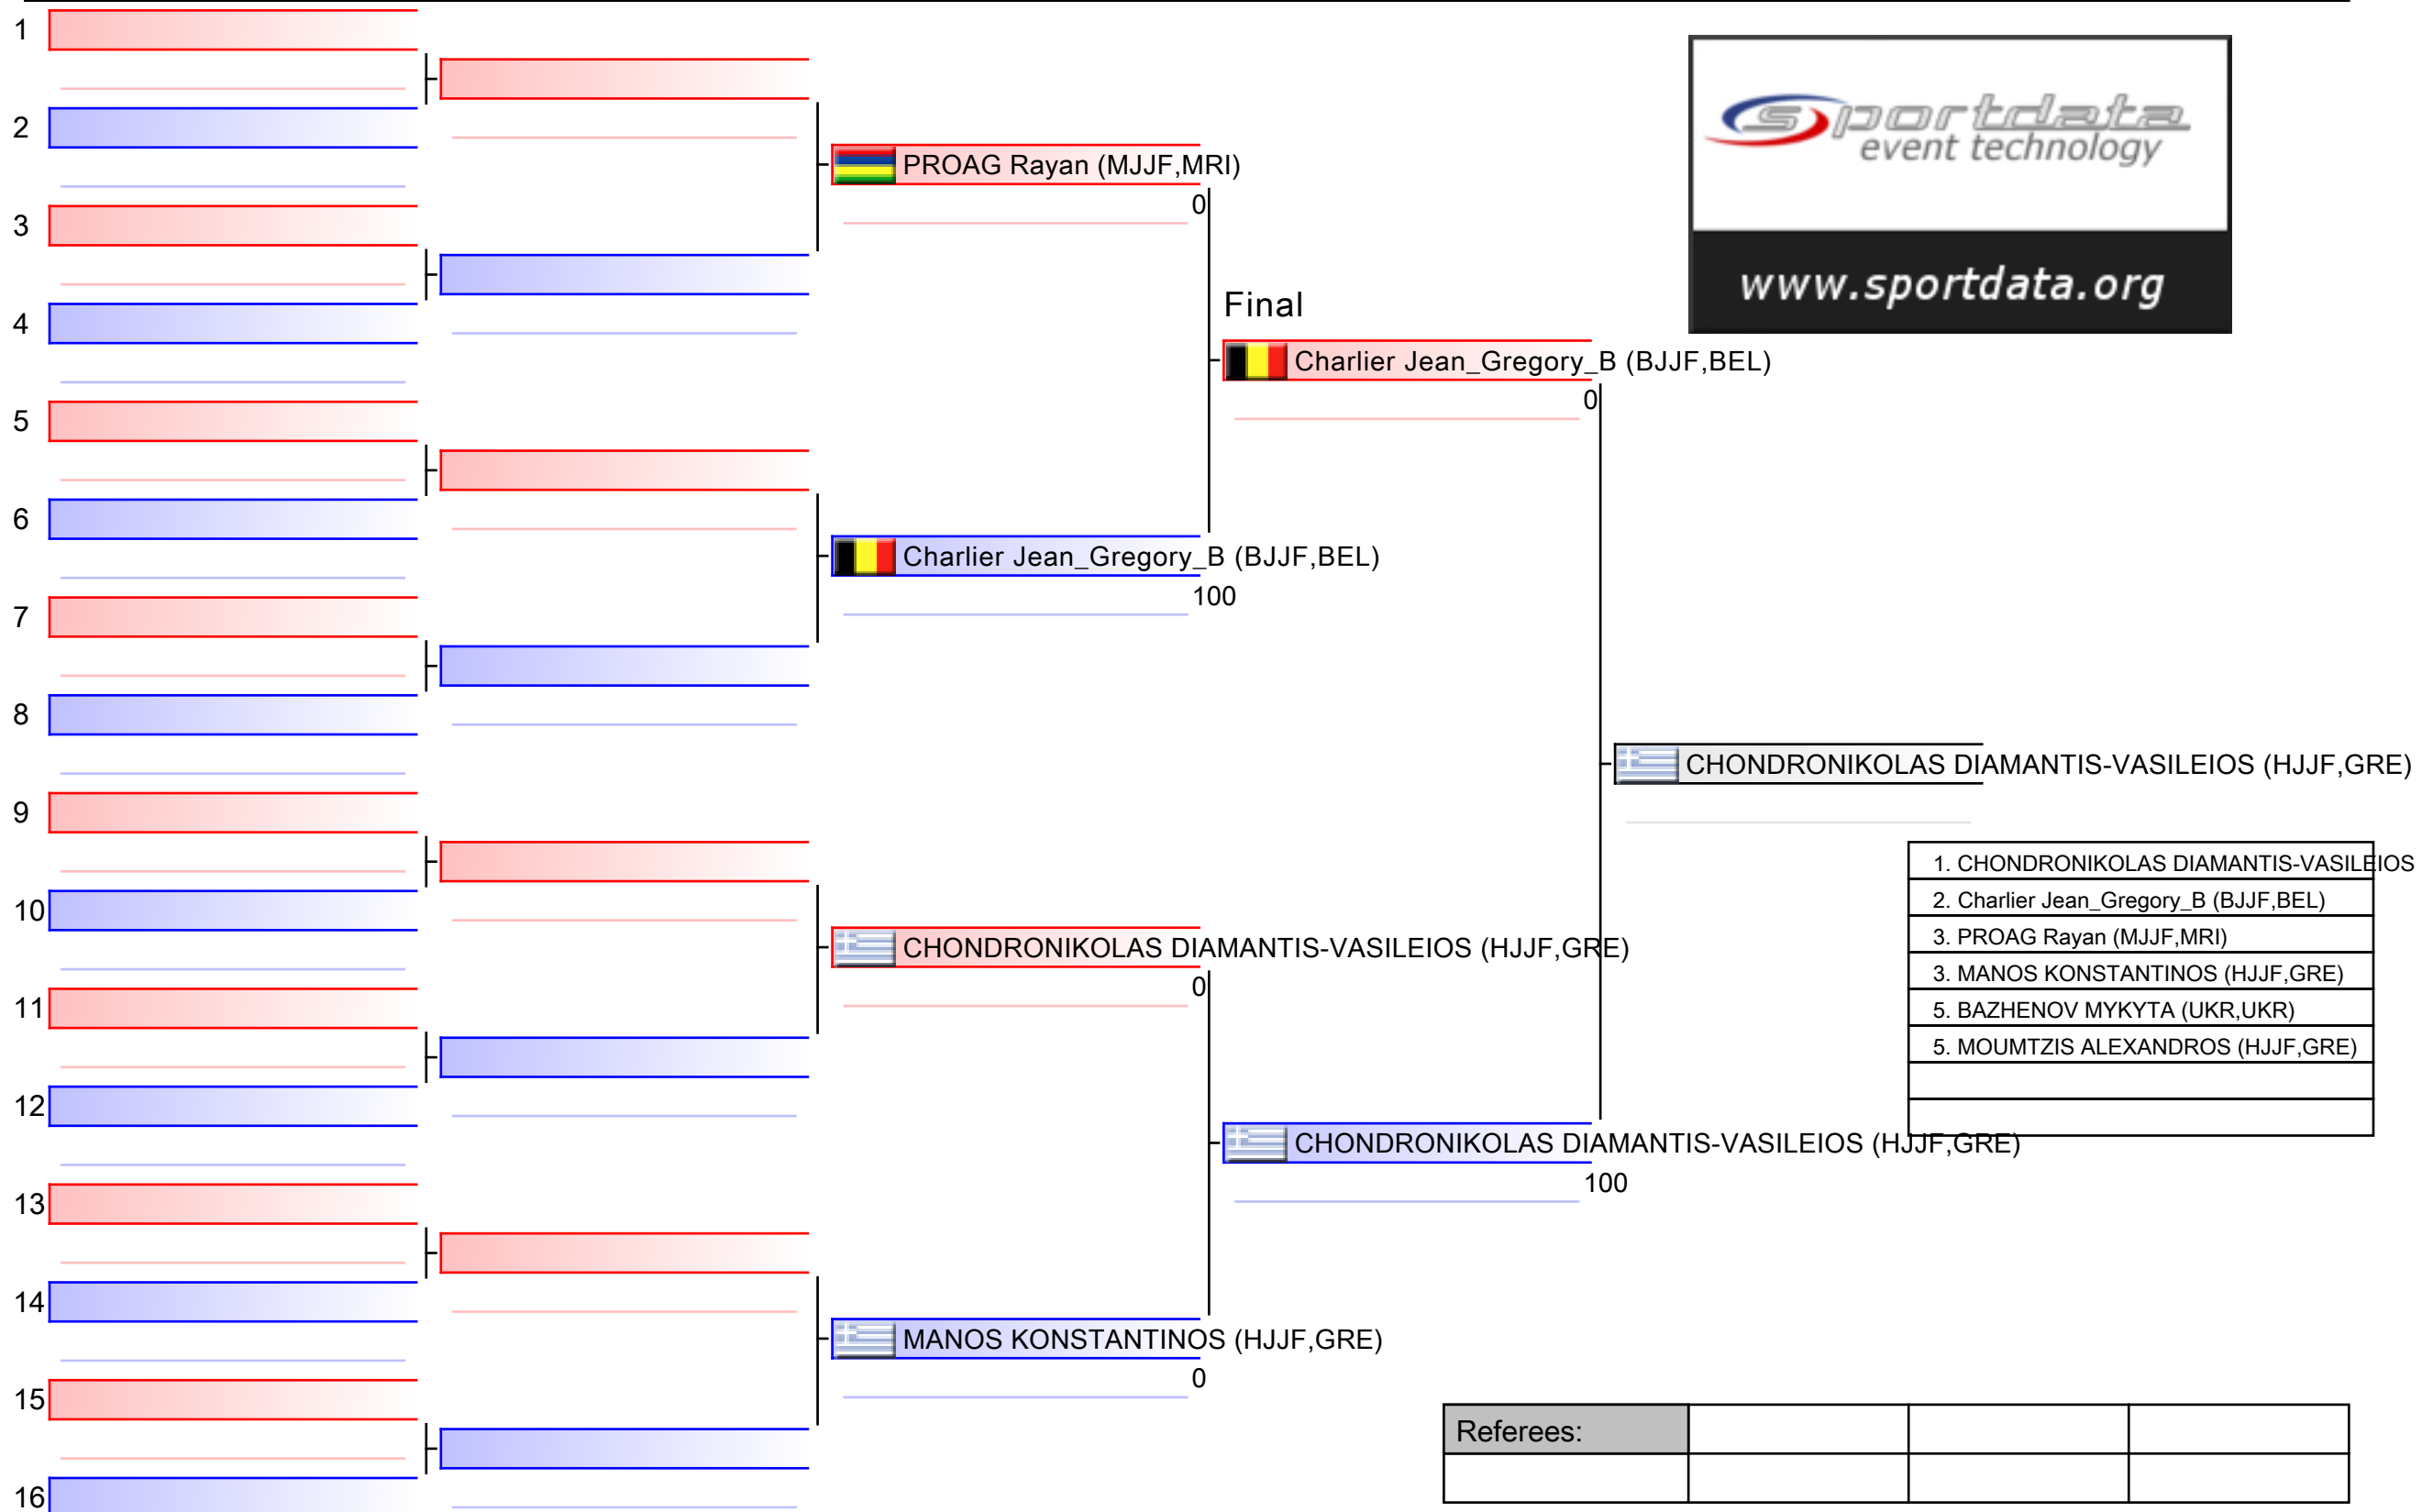 1
2
PROAG Rayan (MJJF,MRI)
0
3
4
Final
Charlier Jean_Gregory_B (BJJF,BEL)
0
5
6
Charlier Jean_Gregory_B (BJJF,BEL)
100
7
8
CHONDRONIKOLAS DIAMANTIS-VASILEIOS (HJJF,GRE)
9
10
CHONDRONIKOLAS DIAMANTIS-VASILEIOS (HJJF,GRE)
0
11
12
CHONDRONIKOLAS DIAMANTIS-VASILEIOS (HJJF,GRE)
100
13
14
MANOS KONSTANTINOS (HJJF,GRE)
0
15
16
sportdata
event technology
www.sportdata.org
1. CHONDRONIKOLAS DIAMANTIS-VASILEIOS
2. Charlier Jean_Gregory_B (BJJF,BEL)
3. PROAG Rayan (MJJF,MRI)
3. MANOS KONSTANTINOS (HJJF,GRE)
5. BAZHENOV MYKYTA (UKR,UKR)
5. MOUMTZIS ALEXANDROS (HJJF,GRE)
Referees: